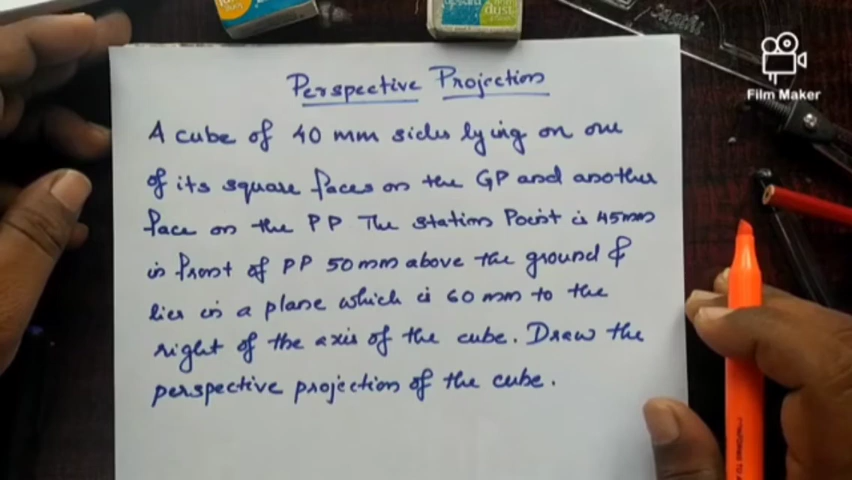 Perspective Projection
A cube of 40 mm sides lying on one
of its square faces on the GP and another
face on the PP The station Point is 45mm
in front of PP 50 mm above the ground &
lies in a plane which is 60 mm to the
right of the axis of the cube. Draw the
perspective projection of the cube.
Film Maker
dust